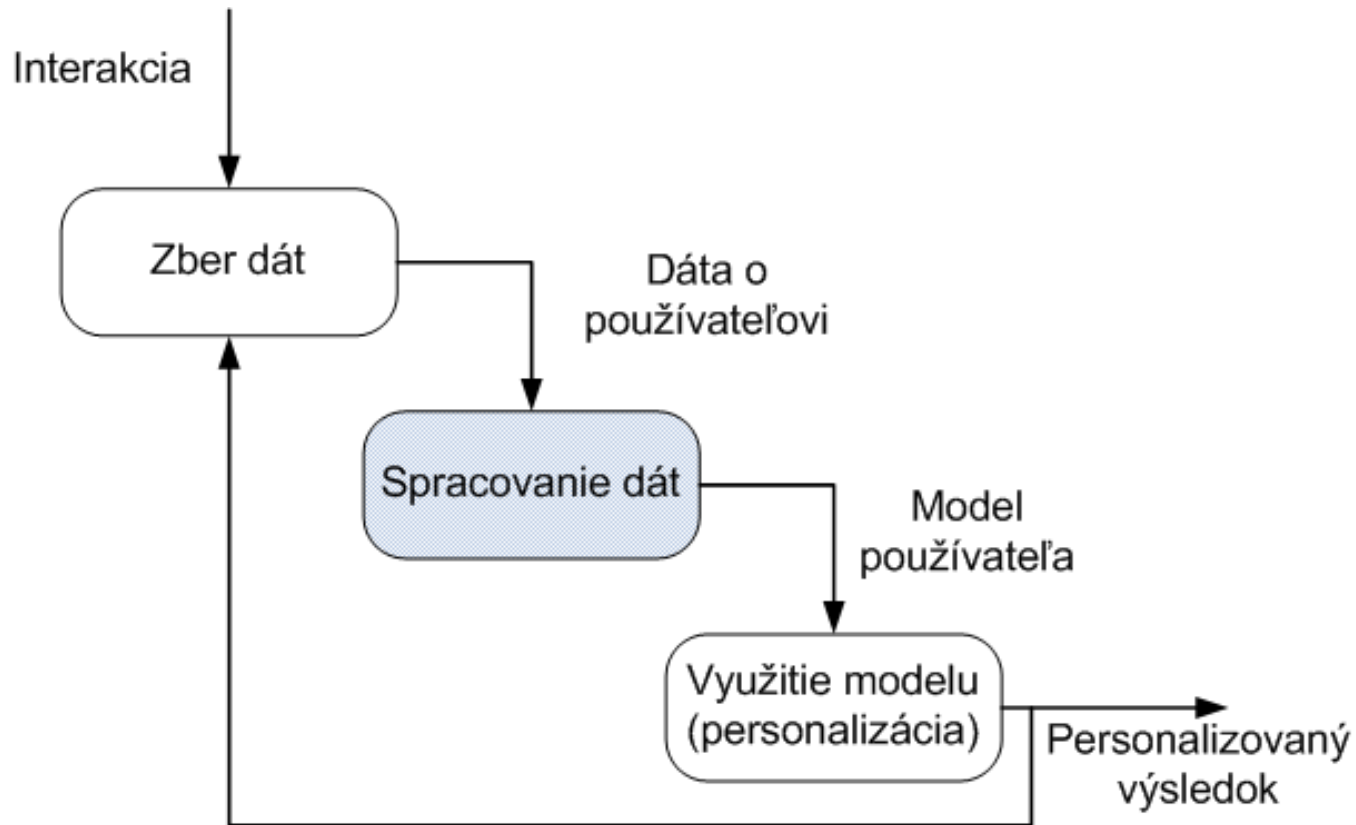 Interakcia
Zber dát
Dáta o
používateľovi
Spracovanie dát
Model
používateľa
Využitie modelu
(personalizácia)
Personalizovaný
výsledok